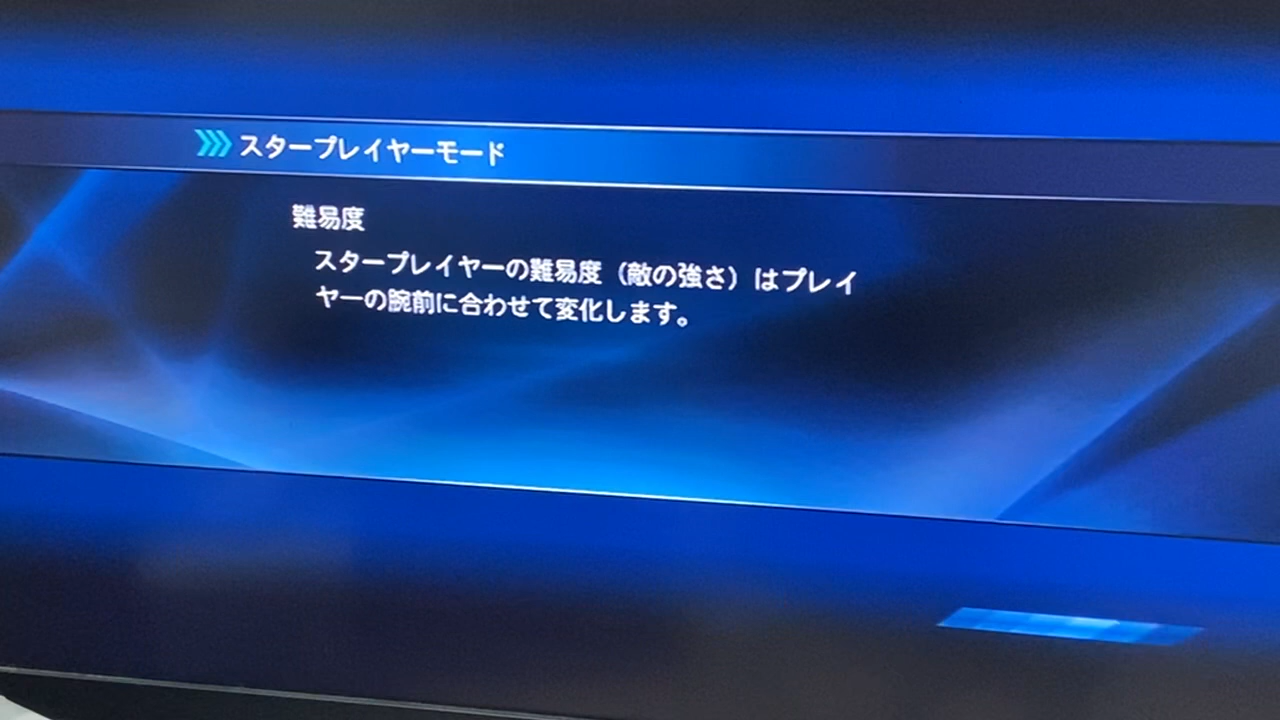 スタープレイヤーモード
難易度
スタープレイヤーの難易度（敵の強さ）はプレイ
ヤーの腕前に合わせて変化します。